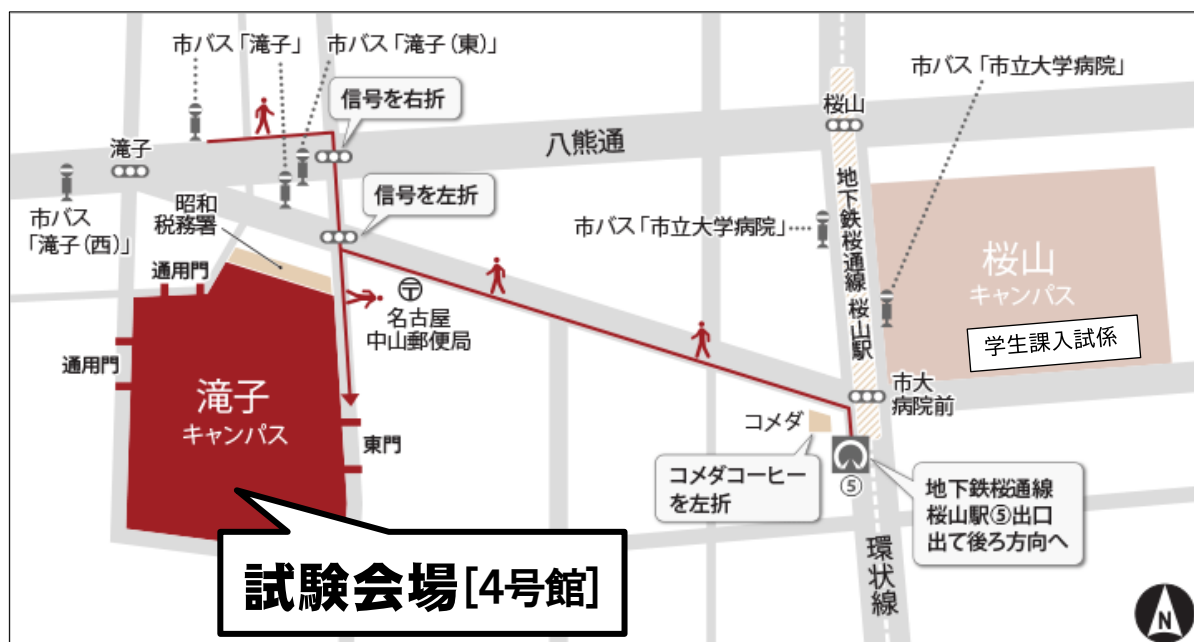 市バス「滝子」
市バス「滝子(東)」
市バス「市立大学病院」
信号を右折
桜山
八熊通
滝子
地下鉄桜通線 桜山駅
信号を左折
昭和
税務署
市バス
「滝子(西)」
市バス「市立大学病院」
桜山
キャンパス
通用門
〒
名古屋
中山郵便局
学生課入試係
通用門
滝子
キャンパス
市大
病院前
コメダ
東門
コメダコーヒー
を左折
⑤
地下鉄桜通線
桜山駅⑤出口
出て後ろ方向へ
環状線
試験会場[4号館]
N